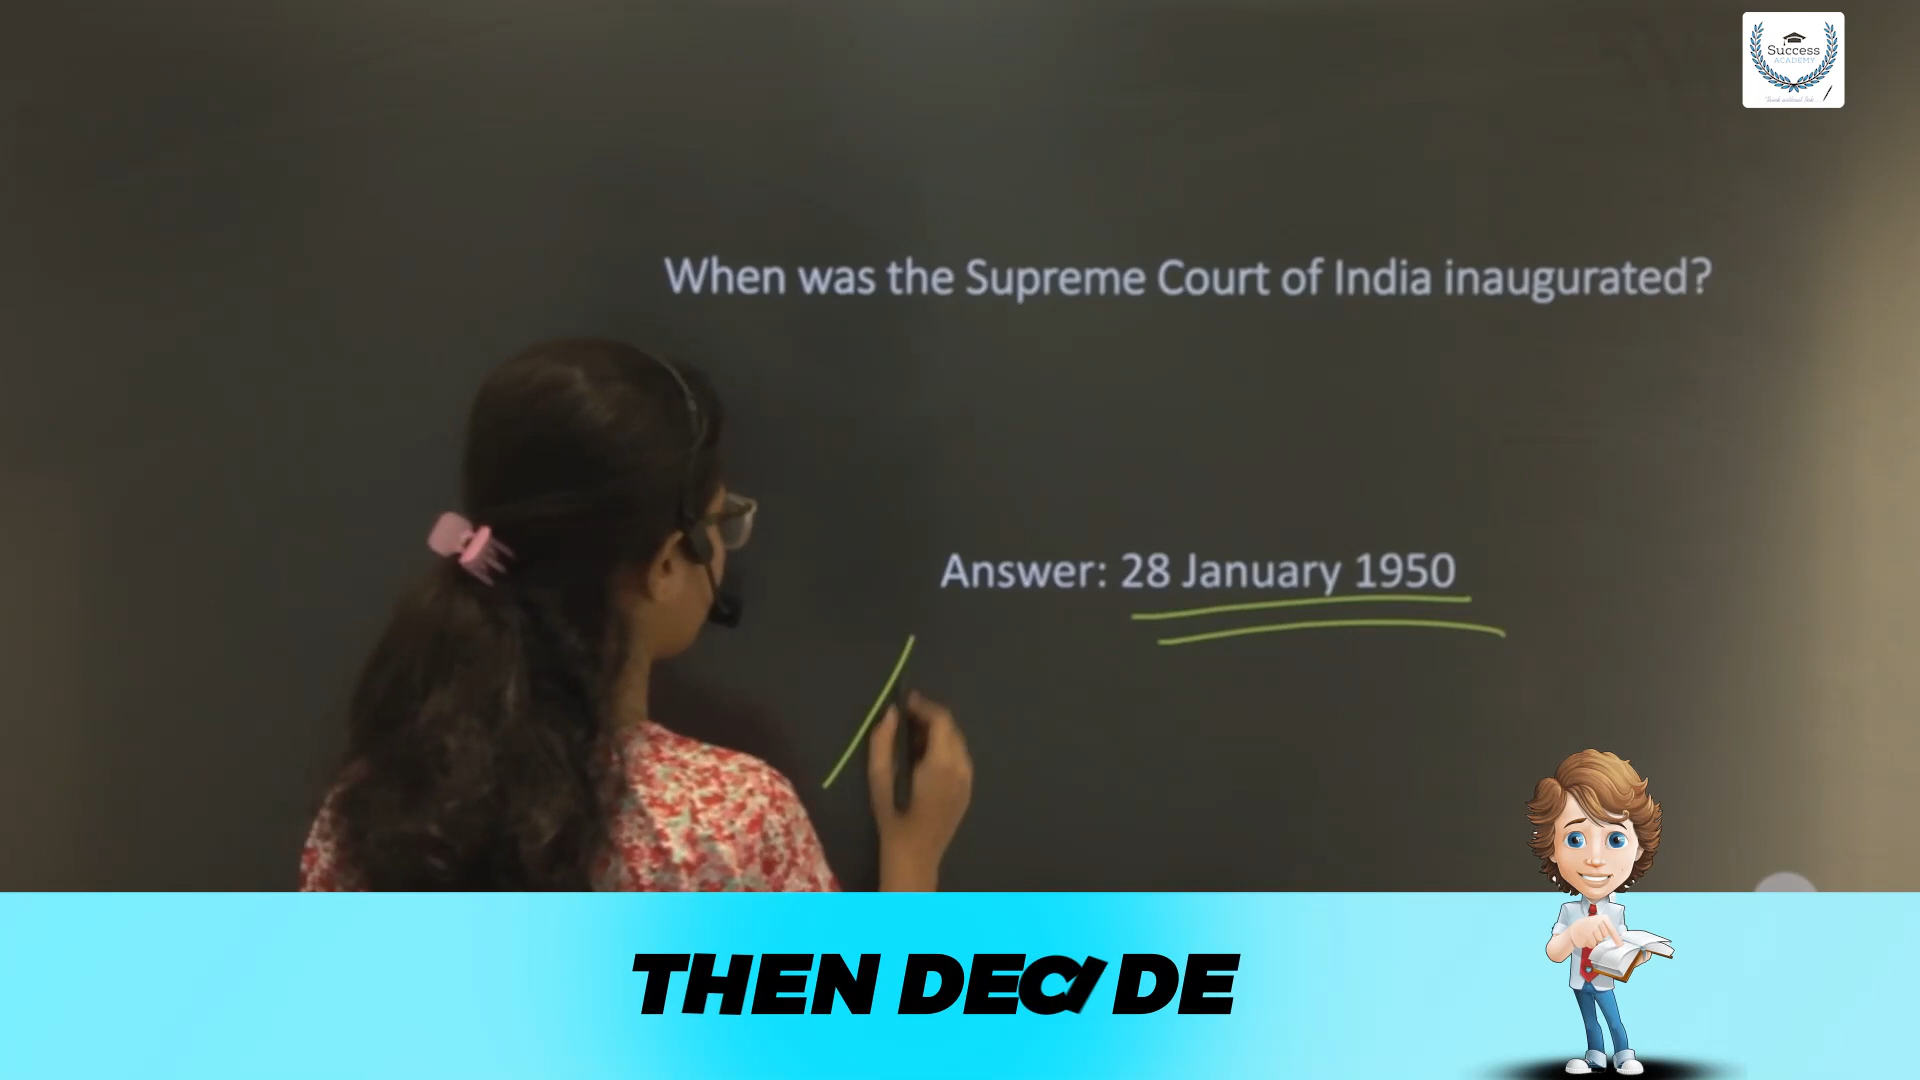 Success
ACADEMY
When was the Supreme Court of India inaugurated?
Answer: 28 January 1950
THEN DECIDE